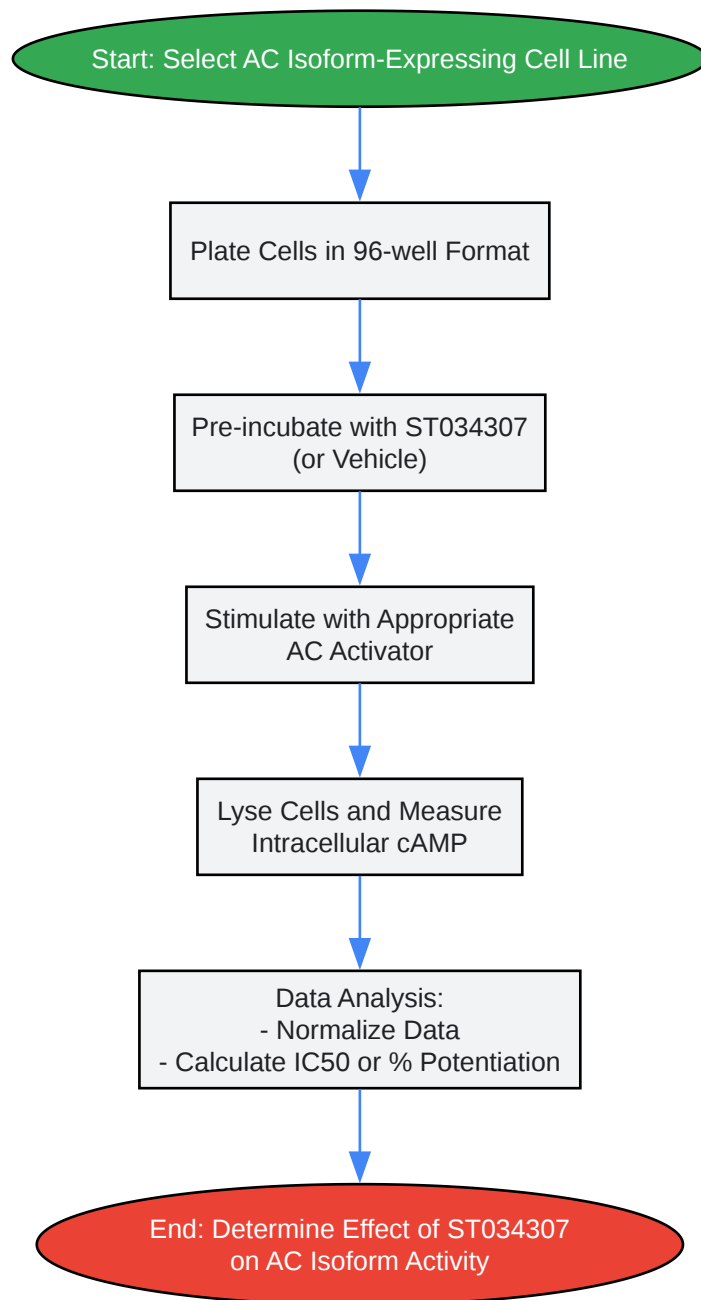 Start: Select AC Isoform-Expressing Cell Line
Plate Cells in 96-well Format
Pre-incubate with ST034307
(or Vehicle)
Stimulate with Appropriate
AC Activator
Lyse Cells and Measure
Intracellular cAMP
Data Analysis:
- Normalize Data
- Calculate IC50 or % Potentiation
End: Determine Effect of ST034307
on AC Isoform Activity